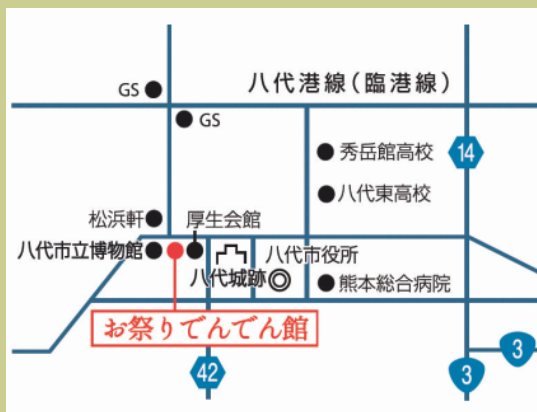 八代港線（臨港線）
GS
GS
秀岳館高校
14
八代東高校
松浜軒
厚生会館
八代市立博物館
八代市役所
八代城跡
熊本総合病院
お祭りでんでん館
42
3
3